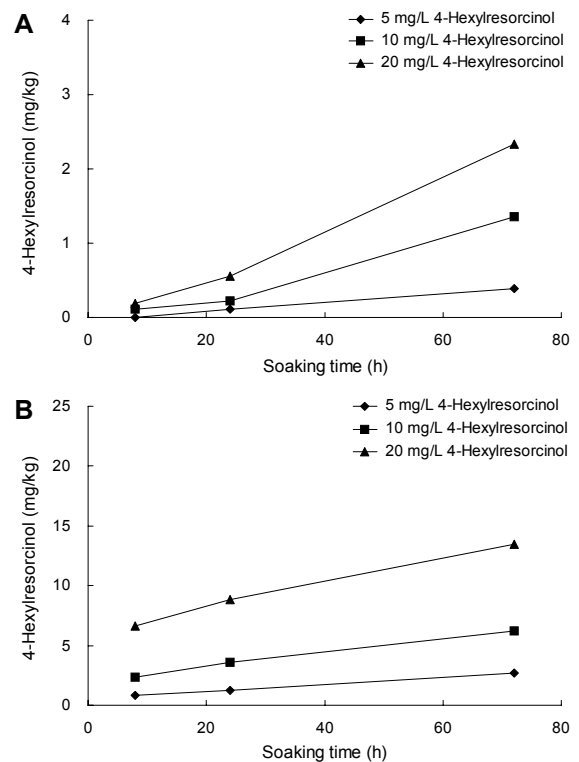 A
5 mg/L 4-Hexylresorcinol
10 mg/L 4-Hexylresorcinol
20 mg/L 4-Hexylresorcinol
4-Hexylresorcinol (mg/kg)
4
3
2
1
0
0 20 40 60 80
Soaking time (h)
B
5 mg/L 4-Hexylresorcinol
10 mg/L 4-Hexylresorcinol
20 mg/L 4-Hexylresorcinol
4-Hexylresorcinol (mg/kg)
25
20
15
10
5
0
0 20 40 60 80
Soaking time (h)